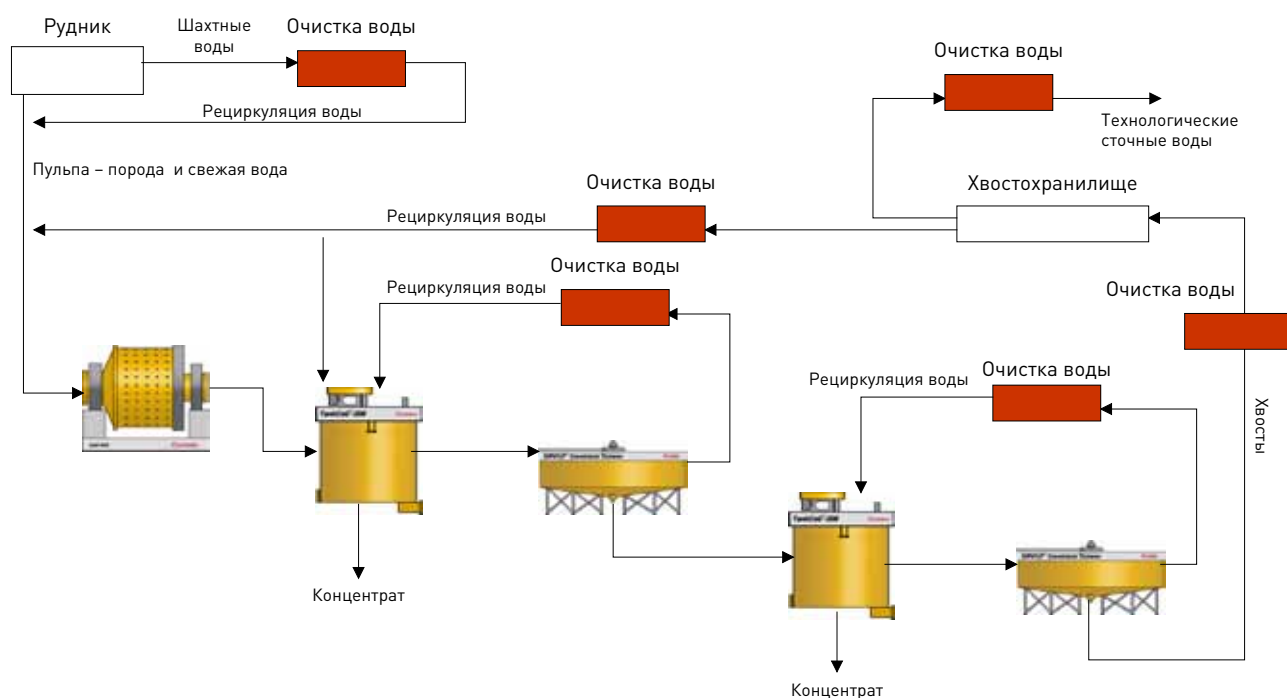 Рудник
Шахтные
воды
Очистка воды
Рециркуляция воды
Пульпа – порода и свежая вода
Очистка воды
Технологические
сточные воды
Очистка воды
Хвостохранилище
Рециркуляция воды
Очистка воды
Рециркуляция воды
Очистка воды
Очистка воды
Рециркуляция воды
Хвосты
Концентрат
Концентрат